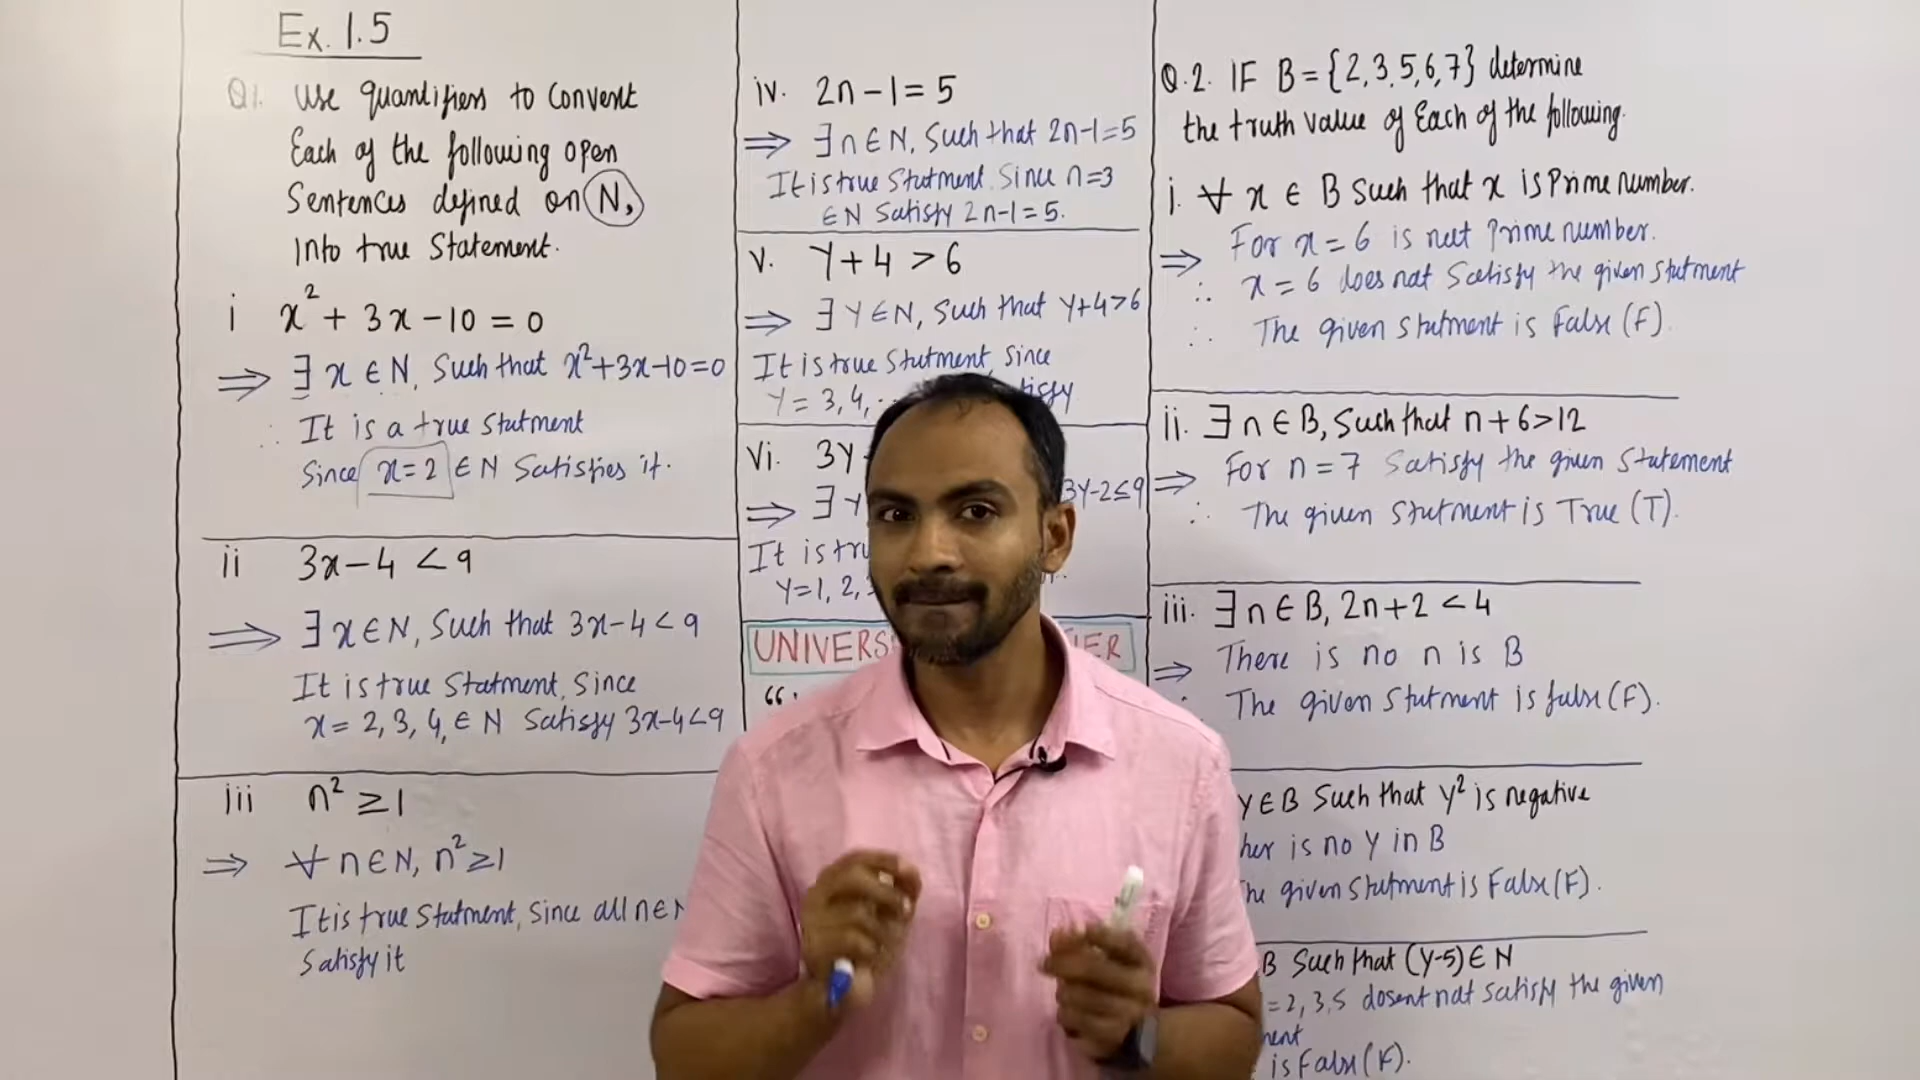 Ex. 1.5
Q1. Use quantifiers to Convert
Each of the following open
Sentences defined on N,
Into true Statement.
i x² + 3x - 10 = 0
⇒ ∃ x ∈ N, Such that x²+3x-10=0
∴ It is a true Statment
Since x = 2 ∈ N Satisfies it.
ii 3x - 4 < 9
⇒ ∃ x ∈ N, Such that 3x-4<9
It is true Statment, Since
x = 2, 3, 4, ∈ N Satisfy 3x-4<9
iii n² ≥ 1
⇒ ∀ n ∈ N, n² ≥ 1
It is true Statment, Since all n ∈ N
Satisfy it
iv. 2n - 1 = 5
⇒ ∃ n ∈ N, Such that 2n-1=5
It is true Statment. Since n=3
∈ N Satisfy 2n-1=5.
v. Y + 4 > 6
⇒ ∃ Y ∈ N, Such that Y+4>6
It is true Statment, Since
Y = 3, 4,
vi. 3Y
⇒ ∃ Y 3Y-2≤9
It is
Y=1, 2,
UNIVERS
Q.2. IF B = {2, 3, 5, 6, 7} determine
the truth value of Each of the following.
i. ∀ x ∈ B Such that x is Prime number.
⇒ For x = 6 is not Prime number.
∴ x = 6 does not Satisfy the given Statment
∴ The given Statment is False (F).
ii. ∃ n ∈ B, Such that n + 6 > 12
⇒ For n = 7 Satisfy the given Statement
∴ The given Statment is True (T).
iii. ∃ n ∈ B, 2n + 2 < 4
⇒ There is no n is B
∴ The given Statment is false (F).
Y ∈ B Such that y² is negative
is no Y in B
given Statment is False (F).
B Such that (Y-5) ∈ N
= 2, 3, 5 dosent not Satisfy the given
is False (F).